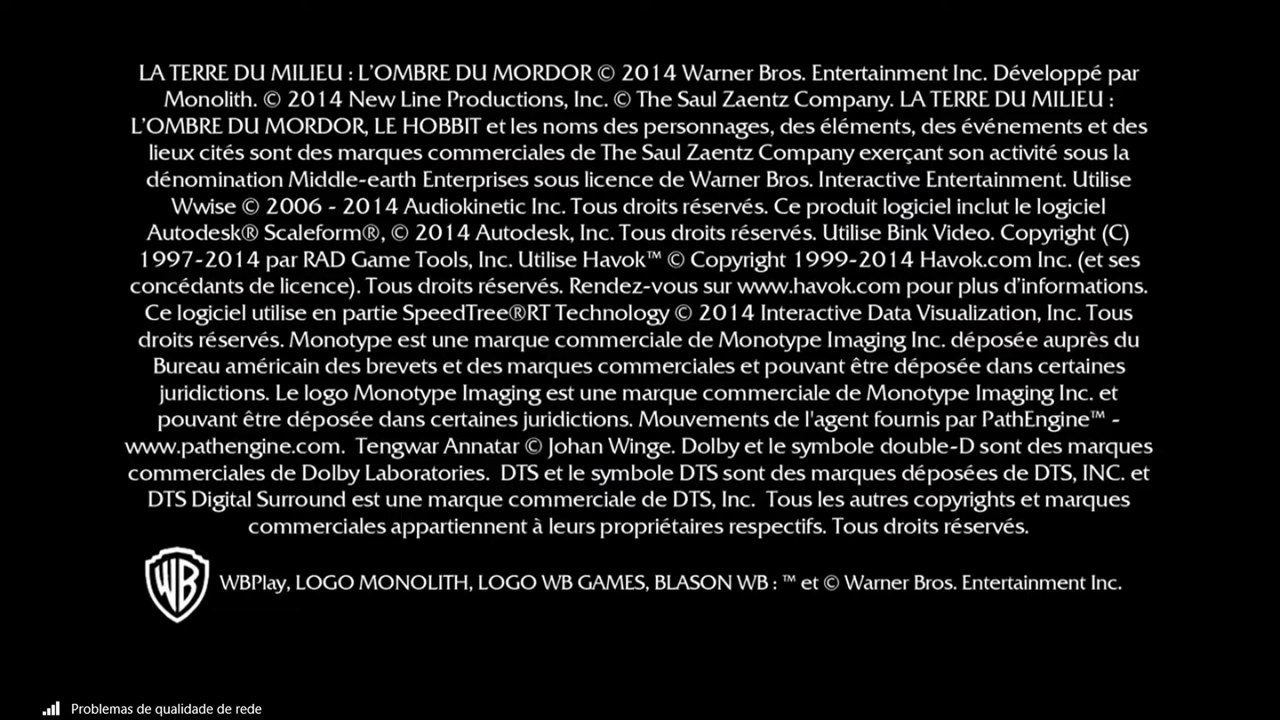 LA TERRE DU MILIEU : L’OMBRE DU MORDOR © 2014 Warner Bros. Entertainment Inc. Développé par
Monolith. © 2014 New Line Productions, Inc. © The Saul Zaentz Company. LA TERRE DU MILIEU :
L’OMBRE DU MORDOR, LE HOBBIT et les noms des personnages, des éléments, des événements et des
lieux cités sont des marques commerciales de The Saul Zaentz Company exerçant son activité sous la
dénomination Middle-earth Enterprises sous licence de Warner Bros. Interactive Entertainment. Utilise
Wwise © 2006 - 2014 Audiokinetic Inc. Tous droits réservés. Ce produit logiciel inclut le logiciel
Autodesk® Scaleform®, © 2014 Autodesk, Inc. Tous droits réservés. Utilise Bink Video. Copyright (C)
1997-2014 par RAD Game Tools, Inc. Utilise Havok™ © Copyright 1999-2014 Havok.com Inc. (et ses
concédants de licence). Tous droits réservés. Rendez-vous sur www.havok.com pour plus d’informations.
Ce logiciel utilise en partie SpeedTree®RT Technology © 2014 Interactive Data Visualization, Inc. Tous
droits réservés. Monotype est une marque commerciale de Monotype Imaging Inc. déposée auprès du
Bureau américain des brevets et des marques commerciales et pouvant être déposée dans certaines
juridictions. Le logo Monotype Imaging est une marque commerciale de Monotype Imaging Inc. et
pouvant être déposée dans certaines juridictions. Mouvements de l'agent fournis par PathEngine™ -
www.pathengine.com.  Tengwar Annatar © Johan Winge. Dolby et le symbole double-D sont des marques
commerciales de Dolby Laboratories.  DTS et le symbole DTS sont des marques déposées de DTS, INC. et
DTS Digital Surround est une marque commerciale de DTS, Inc.  Tous les autres copyrights et marques
commerciales appartiennent à leurs propriétaires respectifs. Tous droits réservés.
WB WBPlay, LOGO MONOLITH, LOGO WB GAMES, BLASON WB : ™ et © Warner Bros. Entertainment Inc.
Problemas de qualidade de rede